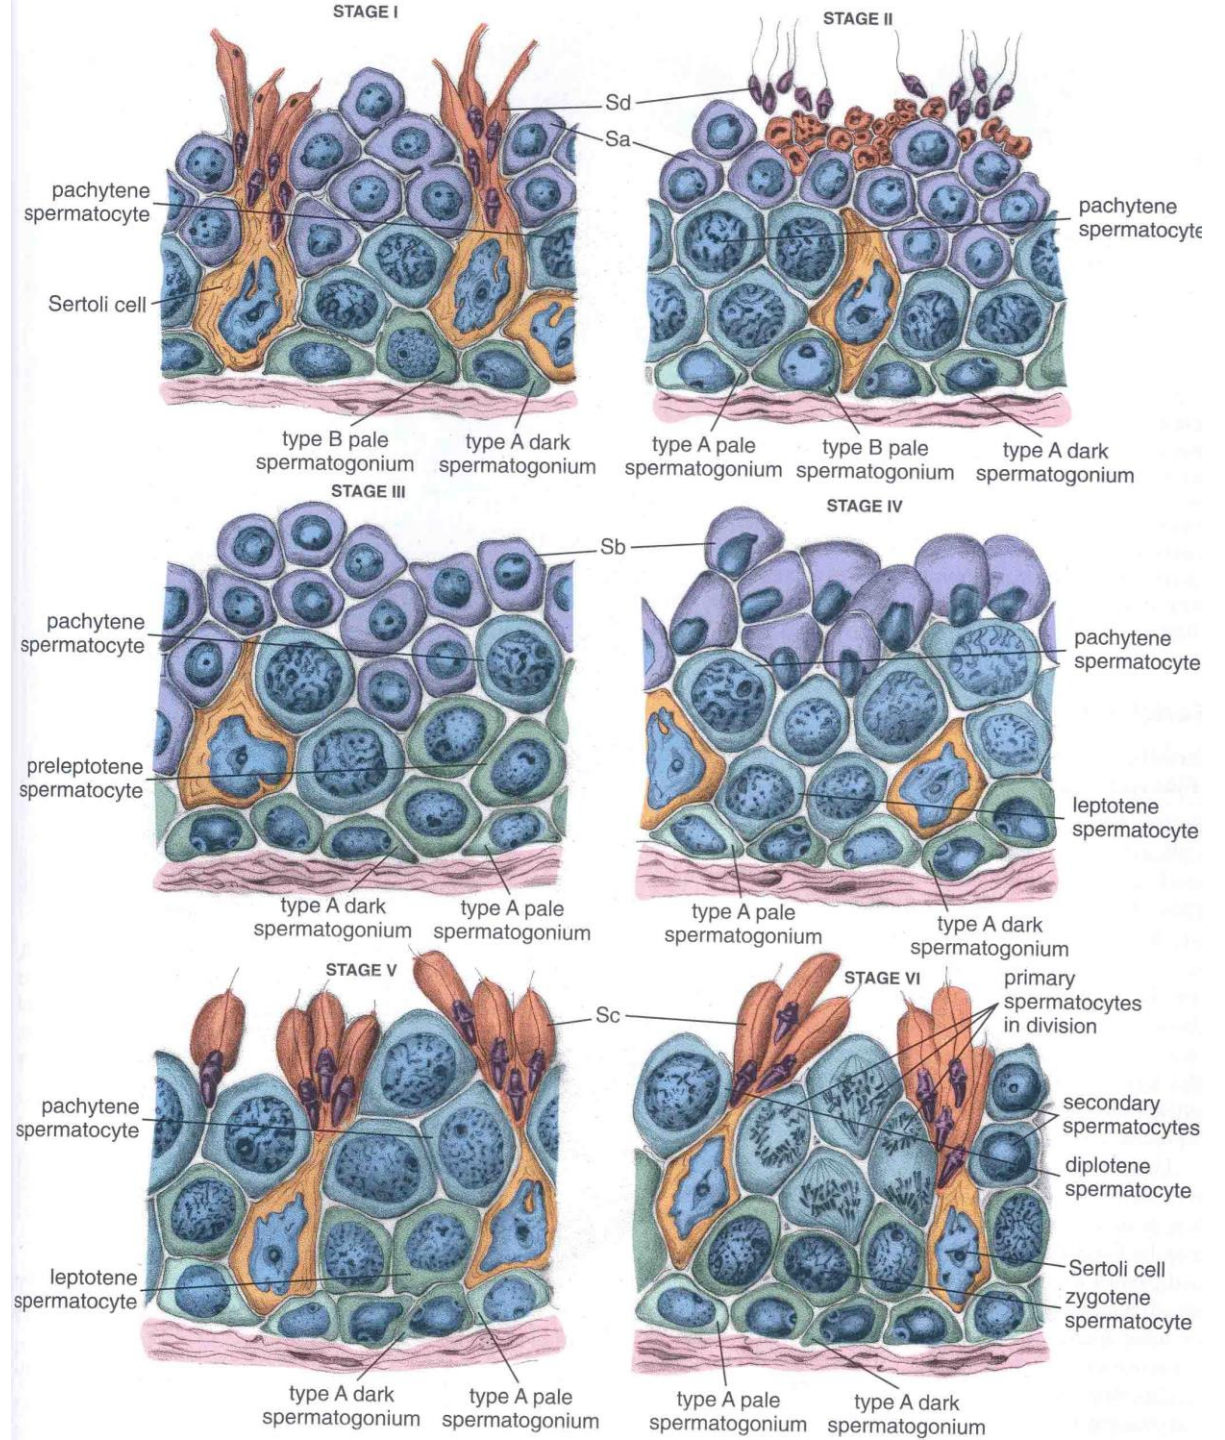 STAGE I
STAGE II
Sd
Sa
pachytene
spermatocyte
pachytene
spermatocyte
Sertoli cell
type B pale
spermatogonium
type A dark
spermatogonium
type A pale
spermatogonium
type B pale
spermatogonium
type A dark
spermatogonium
STAGE III
STAGE IV
Sb
pachytene
spermatocyte
pachytene
spermatocyte
preleptotene
spermatocyte
leptotene
spermatocyte
type A dark
spermatogonium
type A pale
spermatogonium
type A pale
spermatogonium
type A dark
spermatogonium
STAGE V
STAGE VI
Sc
primary
spermatocytes
in division
pachytene
spermatocyte
secondary
spermatocytes
diplotene
spermatocyte
leptotene
spermatocyte
Sertoli cell
zygotene
spermatocyte
type A dark
spermatogonium
type A pale
spermatogonium
type A pale
spermatogonium
type A dark
spermatogonium